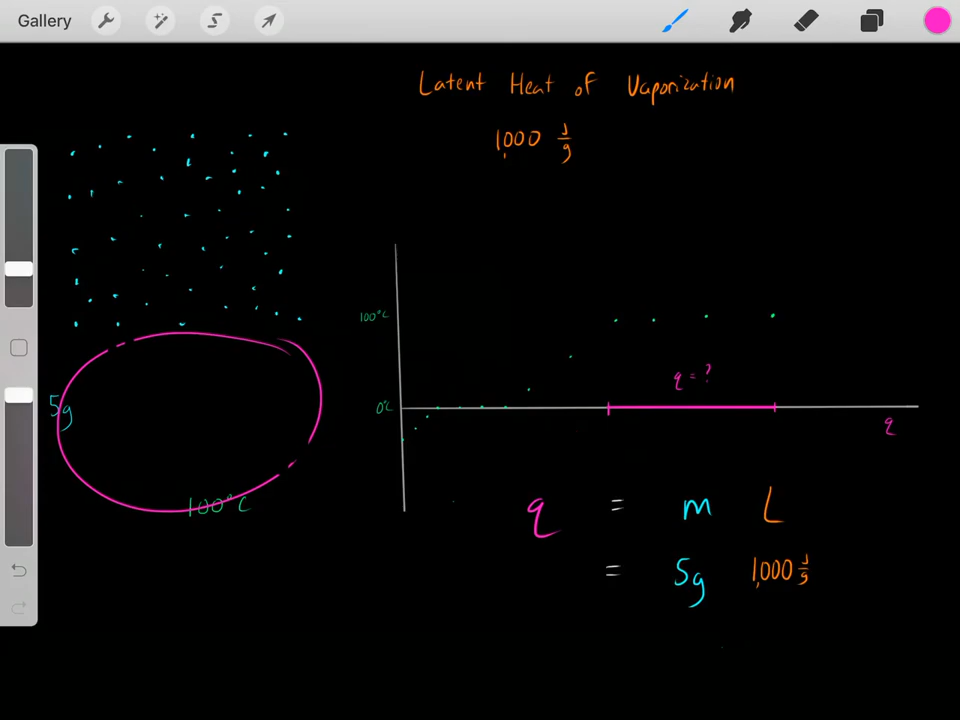 Gallery
Latent Heat of Vaporization
1,000 J/g
100°C
q = ?
0°C
5g
q
100°C
q = m L
= 5g 1,000 J/g